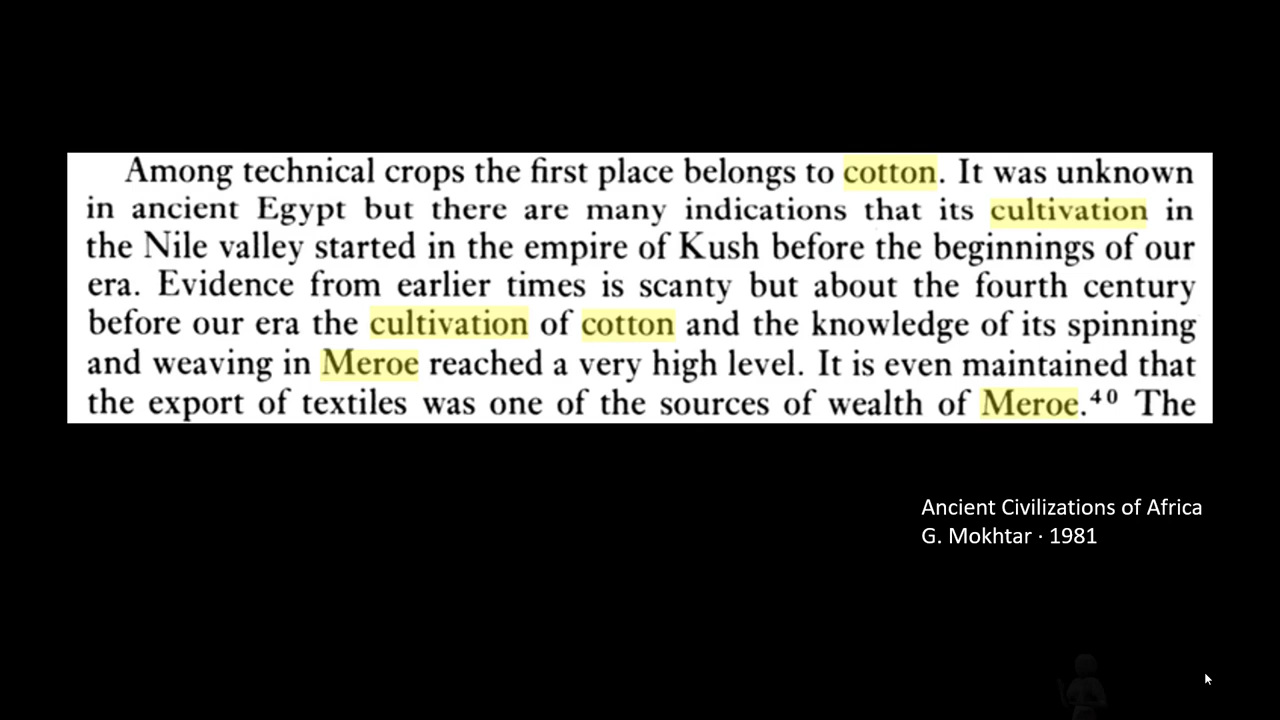 Among technical crops the first place belongs to cotton. It was unknown
in ancient Egypt but there are many indications that its cultivation in
the Nile valley started in the empire of Kush before the beginnings of our
era. Evidence from earlier times is scanty but about the fourth century
before our era the cultivation of cotton and the knowledge of its spinning
and weaving in Meroe reached a very high level. It is even maintained that
the export of textiles was one of the sources of wealth of Meroe.⁴⁰ The
Ancient Civilizations of Africa
G. Mokhtar · 1981